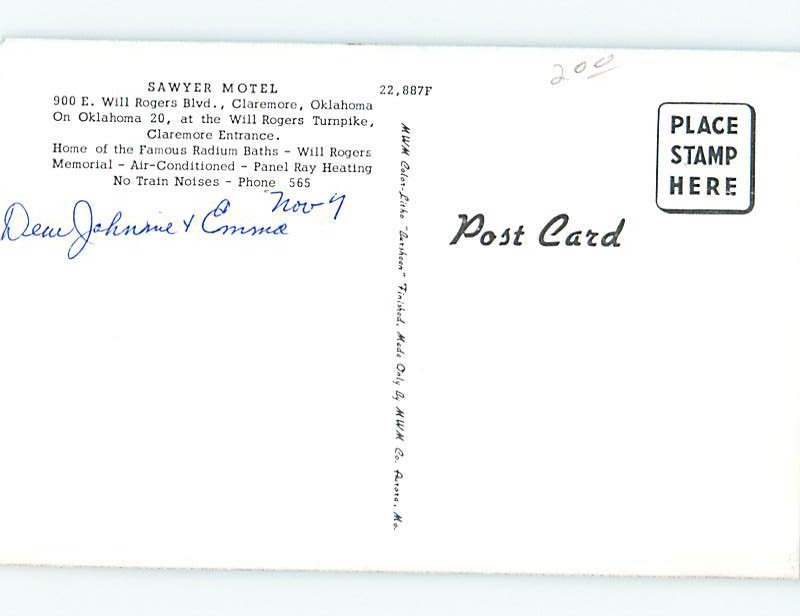 SAWYER MOTEL
900 E. Will Rogers Blvd., Claremore, Oklahoma
On Oklahoma 20, at the Will Rogers Turnpike,
Claremore Entrance.
Home of the Famous Radium Baths - Will Rogers
Memorial - Air-Conditioned - Panel Ray Heating
No Train Noises - Phone 565
Nov 9
Dear Johnnie & Emma
22,887F
MWM Color-Litho "Aursheen" Finished, Made Only By MWM Co. Aurora, Mo.
200
PLACE
STAMP
HERE
Post Card